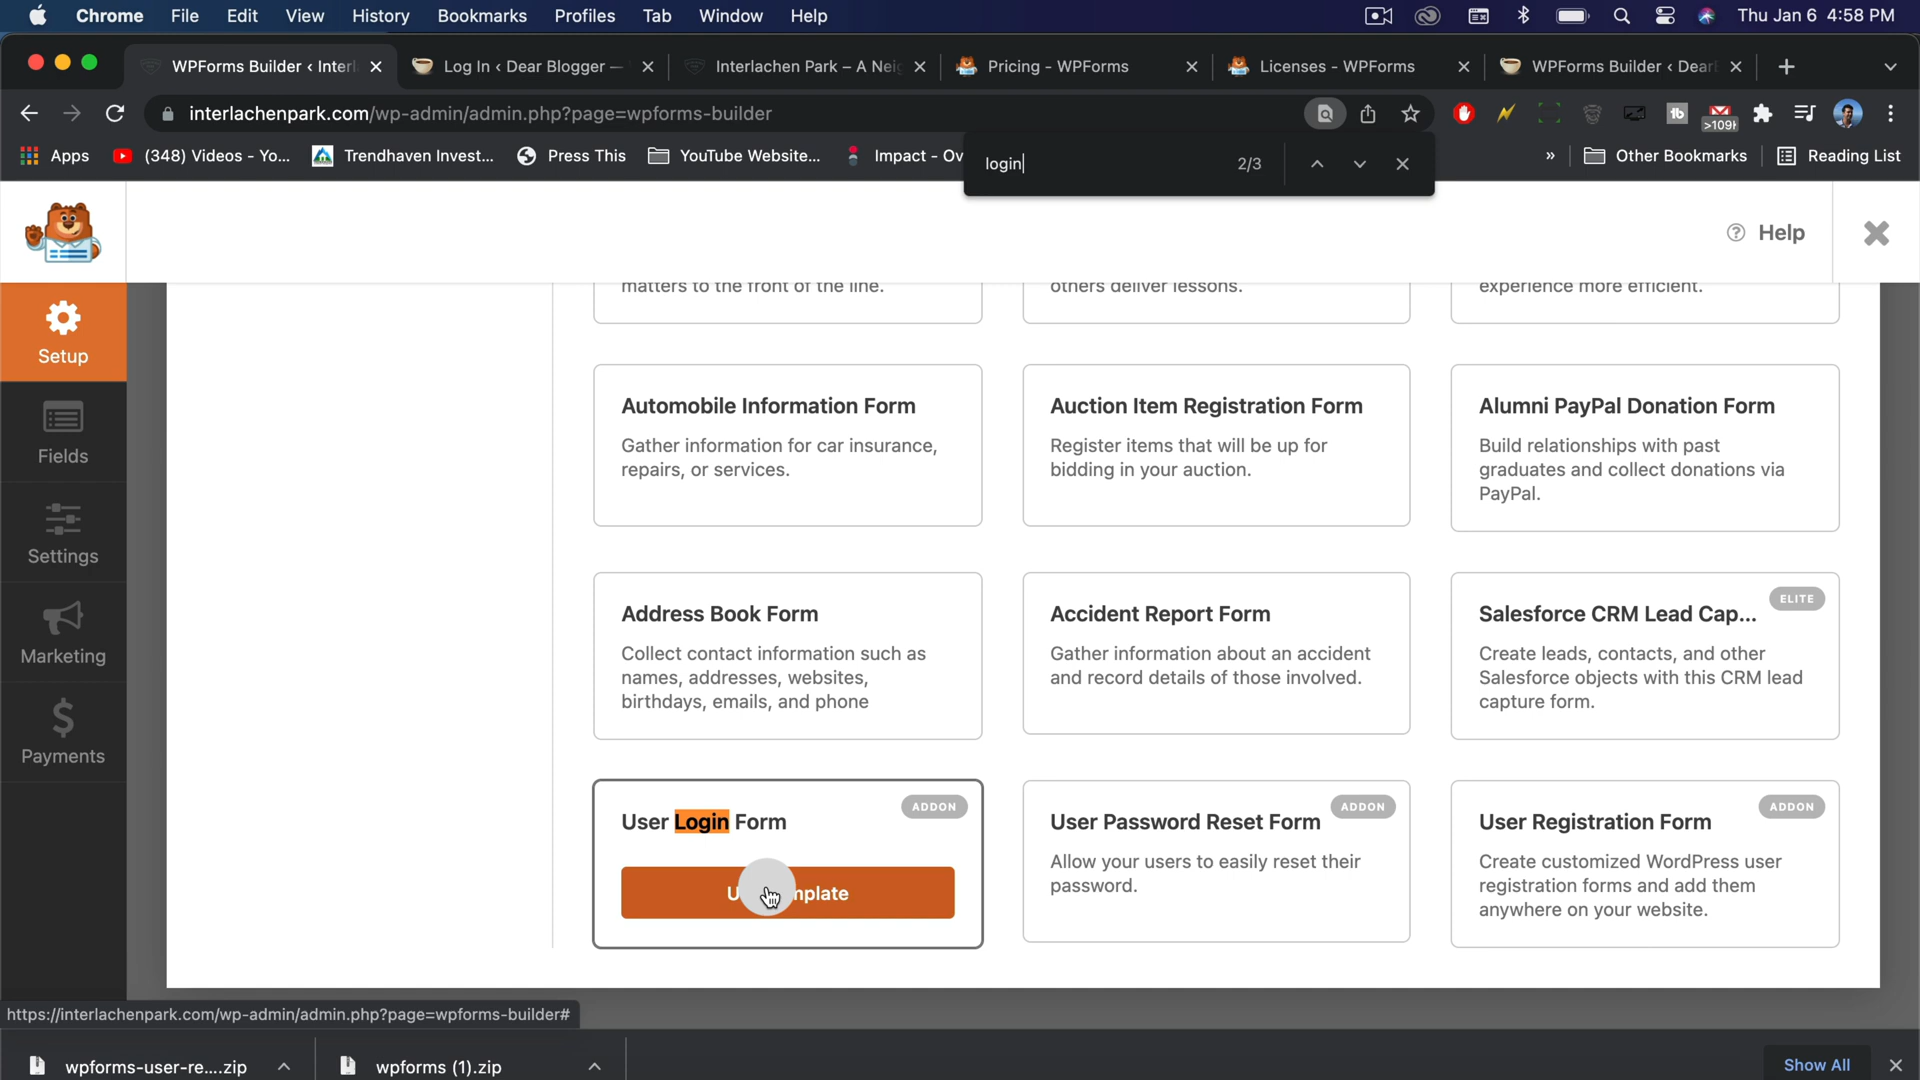 Chrome File Edit View History Bookmarks Profiles Tab Window Help Thu Jan 6 4:58 PM
WPForms Builder ‹ Interl Log In ‹ Dear Blogger — Interlachen Park – A Nei Pricing - WPForms Licenses - WPForms WPForms Builder ‹ Dear
interlachenpark.com/wp-admin/admin.php?page=wpforms-builder >109
Apps (348) Videos - Yo... Trendhaven Invest... Press This YouTube Website... Impact - Ov » Other Bookmarks Reading List
login 2/3
Help
matters to the front of the line. others deliver lessons. experience more efficient.
Setup
Fields
Settings
Marketing
Payments
Automobile Information Form
Gather information for car insurance,
repairs, or services.
Auction Item Registration Form
Register items that will be up for
bidding in your auction.
Alumni PayPal Donation Form
Build relationships with past
graduates and collect donations via
PayPal.
Address Book Form
Collect contact information such as
names, addresses, websites,
birthdays, emails, and phone
Accident Report Form
Gather information about an accident
and record details of those involved.
ELITE
Salesforce CRM Lead Cap...
Create leads, contacts, and other
Salesforce objects with this CRM lead
capture form.
ADDON
User Login Form
ADDON
User Password Reset Form
Allow your users to easily reset their
password.
ADDON
User Registration Form
Create customized WordPress user
registration forms and add them
anywhere on your website.
https://interlachenpark.com/wp-admin/admin.php?page=wpforms-builder#
wpforms-user-re....zip wpforms (1).zip Show All